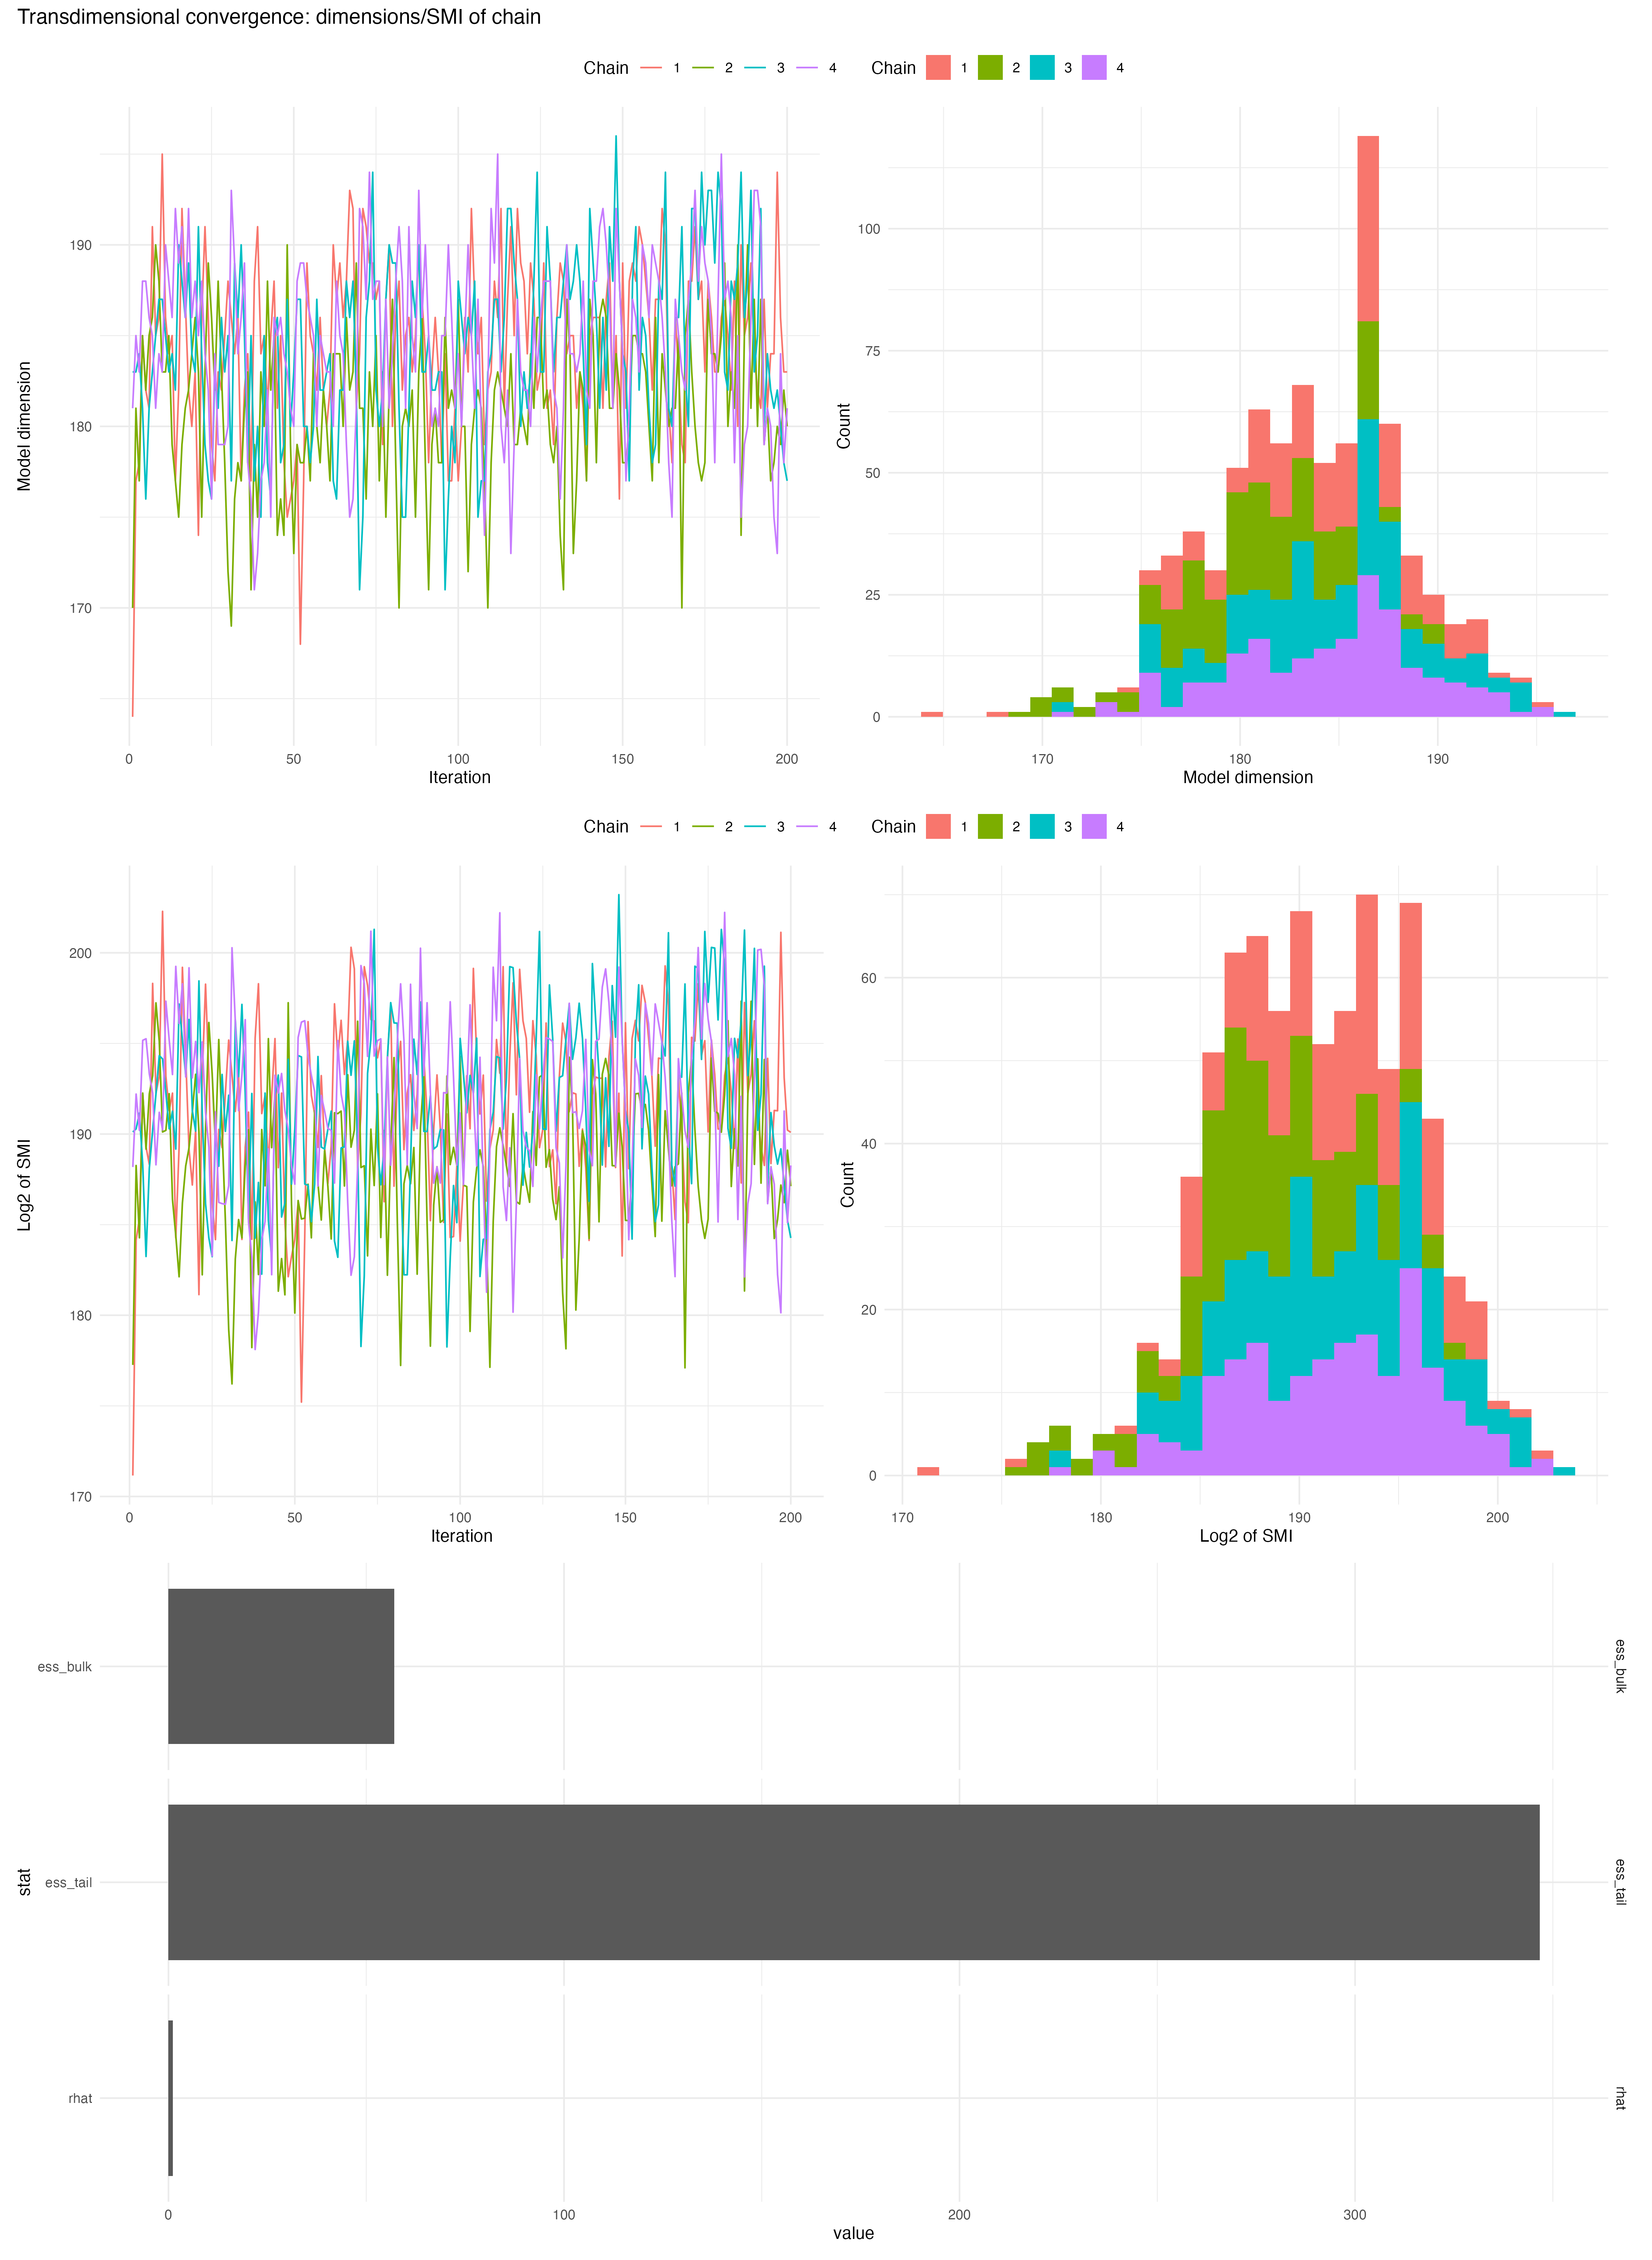 Transdimensional convergence: dimensions/SMI of chain
Chain 1 2 3 4 Chain 1 2 3 4
Model dimension
190
180
170
0 50 100 150 200
Iteration
Count
100
75
50
25
0
170 180 190
Model dimension
Chain 1 2 3 4 Chain 1 2 3 4
Log2 of SMI
200
190
180
170
0 50 100 150 200
Iteration
Count
60
40
20
0
170 180 190 200
Log2 of SMI
stat
ess_bulk
ess_bulk
ess_tail
ess_tail
rhat
rhat
0 100 200 300
value